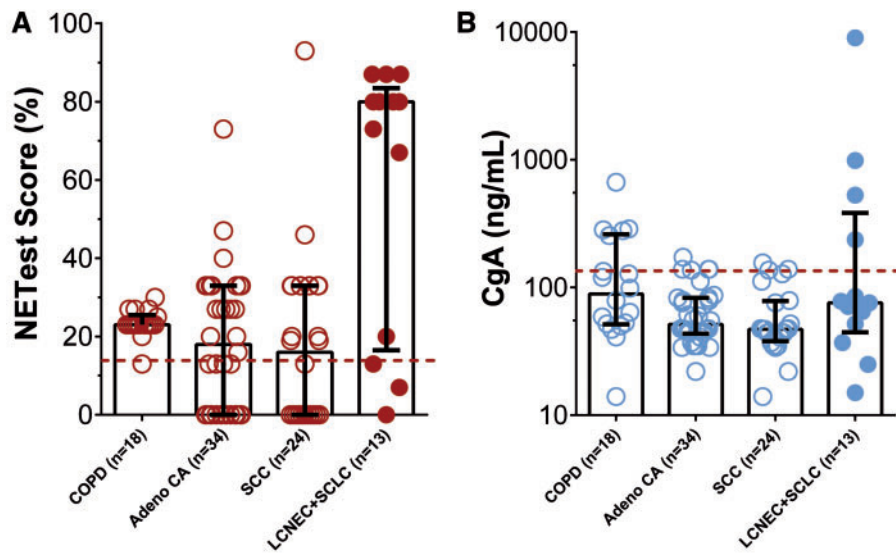 A
NETest Score (%)
100
80
60
40
20
0
COPD (n=18)
Adeno CA (n=34)
SCC (n=24)
LCNEC+SCLC (n=13)
B
CgA (ng/mL)
10000
1000
100
10
COPD (n=18)
Adeno CA (n=34)
SCC (n=24)
LCNEC+SCLC (n=13)